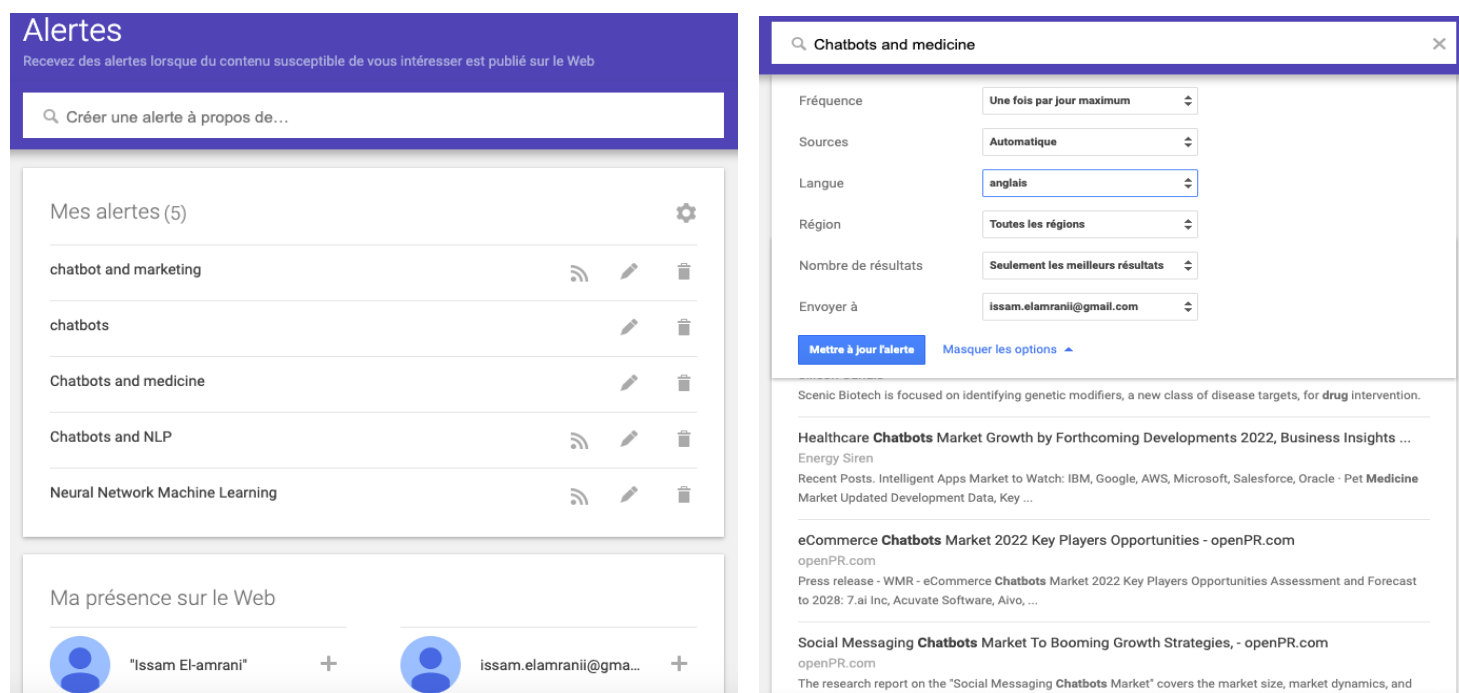 Alertes
Recevez des alertes lorsque du contenu susceptible de vous intéresser est publié sur le Web
Créer une alerte à propos de…
Mes alertes (5)
chatbot and marketing
chatbots
Chatbots and medicine
Chatbots and NLP
Neural Network Machine Learning
Ma présence sur le Web
"Issam El-amrani"
issam.elamranii@gma...
Chatbots and medicine
Fréquence
Une fois par jour maximum
Sources
Automatique
Langue
anglais
Région
Toutes les régions
Nombre de résultats
Seulement les meilleurs résultats
Envoyer à
issam.elamranii@gmail.com
Mettre à jour l'alerte
Masquer les options
Scenic Biotech is focused on identifying genetic modifiers, a new class of disease targets, for drug intervention.
Healthcare Chatbots Market Growth by Forthcoming Developments 2022, Business Insights ...
Energy Siren
Recent Posts. Intelligent Apps Market to Watch: IBM, Google, AWS, Microsoft, Salesforce, Oracle · Pet Medicine
Market Updated Development Data, Key ...
eCommerce Chatbots Market 2022 Key Players Opportunities - openPR.com
openPR.com
Press release - WMR - eCommerce Chatbots Market 2022 Key Players Opportunities Assessment and Forecast
to 2028: 7.ai Inc, Acuvate Software, Aivo, ...
Social Messaging Chatbots Market To Booming Growth Strategies, - openPR.com
openPR.com
The research report on the "Social Messaging Chatbots Market" covers the market size, market dynamics, and